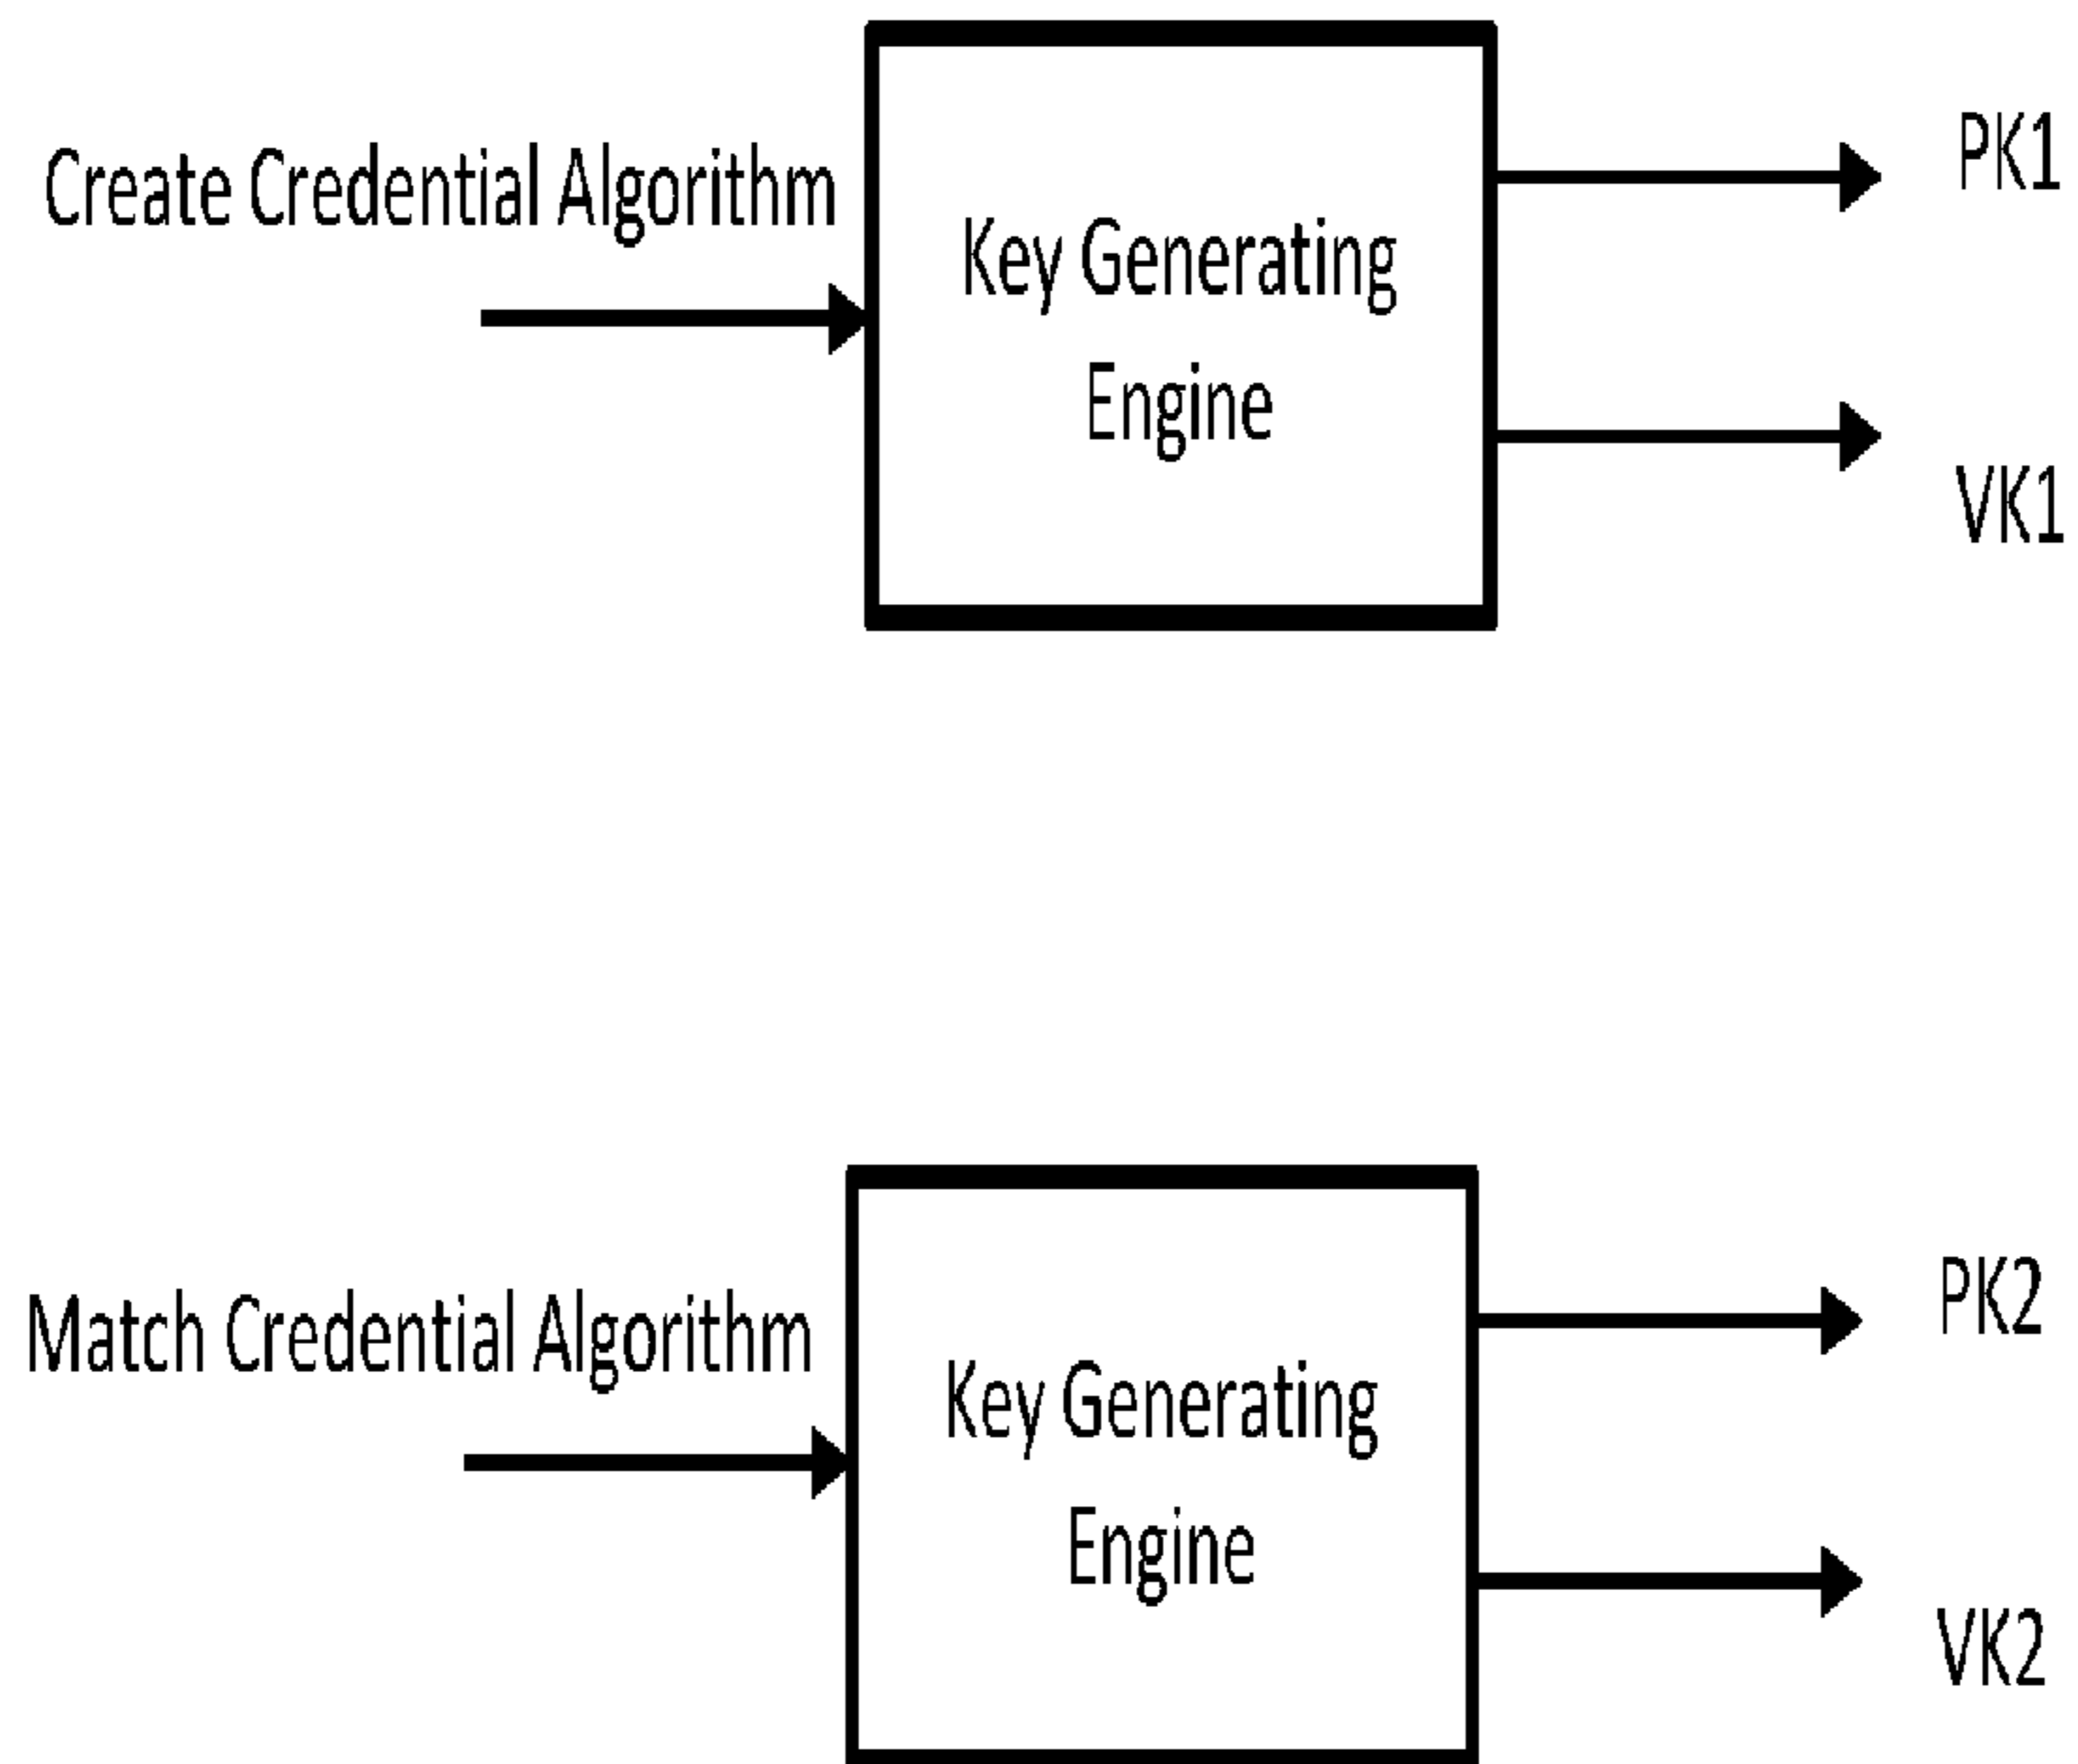 Create Credential Algorithm
Key Generating
Engine
PK1
VK1
Match Credential Algorithm
Key Generating
Engine
PK2
VK2